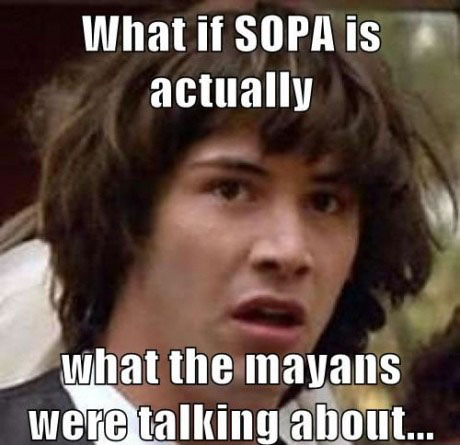 What if SOPA is
actually
what the mayans
were talking about...